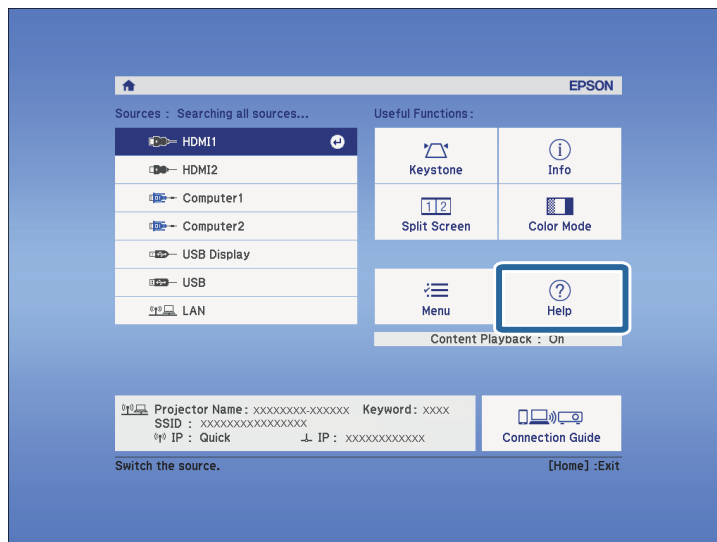 EPSON
Sources : Searching all sources...
HDMI1
HDMI2
Computer1
Computer2
USB Display
USB
LAN
Useful Functions :
Keystone
Info
1 2
Split Screen
Color Mode
Menu
Help
Content Playback : On
Projector Name : xxxxxxxx-xxxxxx Keyword : xxxx
SSID : xxxxxxxxxxxxxxxx
IP : Quick IP : xxxxxxxxxxxx
Connection Guide
Switch the source.
[Home] :Exit